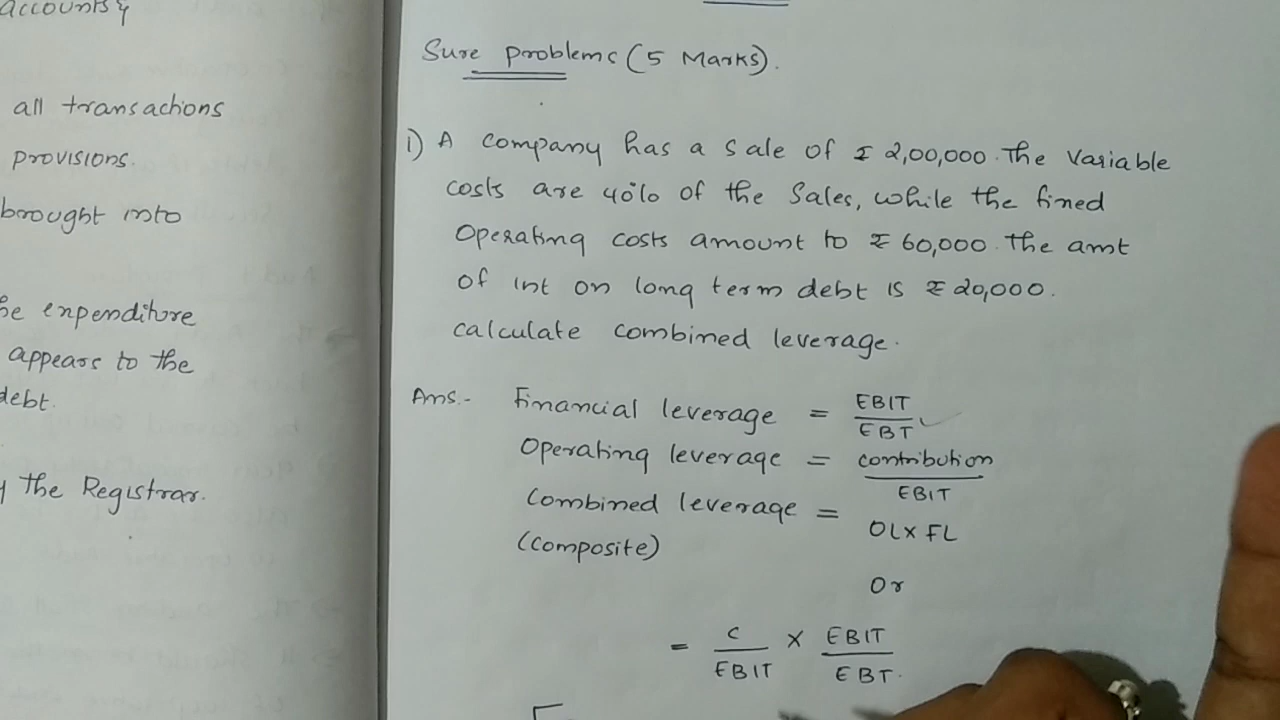 accounts y
all transactions
provisions.
brought into
he expenditure
appears to the
debt.
y the Registrar.
Sure problems (5 Marks).
1) A company has a sale of ₹ 2,00,000. The variable
costs are 40% of the sales, while the fixed
operating costs amount to ₹ 60,000. The amt
of int on long term debt is ₹ 20,000.
calculate combined leverage.
Ans:- Financial leverage = EBIT / EBT
Operating leverage = contribution / EBIT
Combined leverage = OL x FL
(composite)
Or
= C / EBIT x EBIT / EBT.